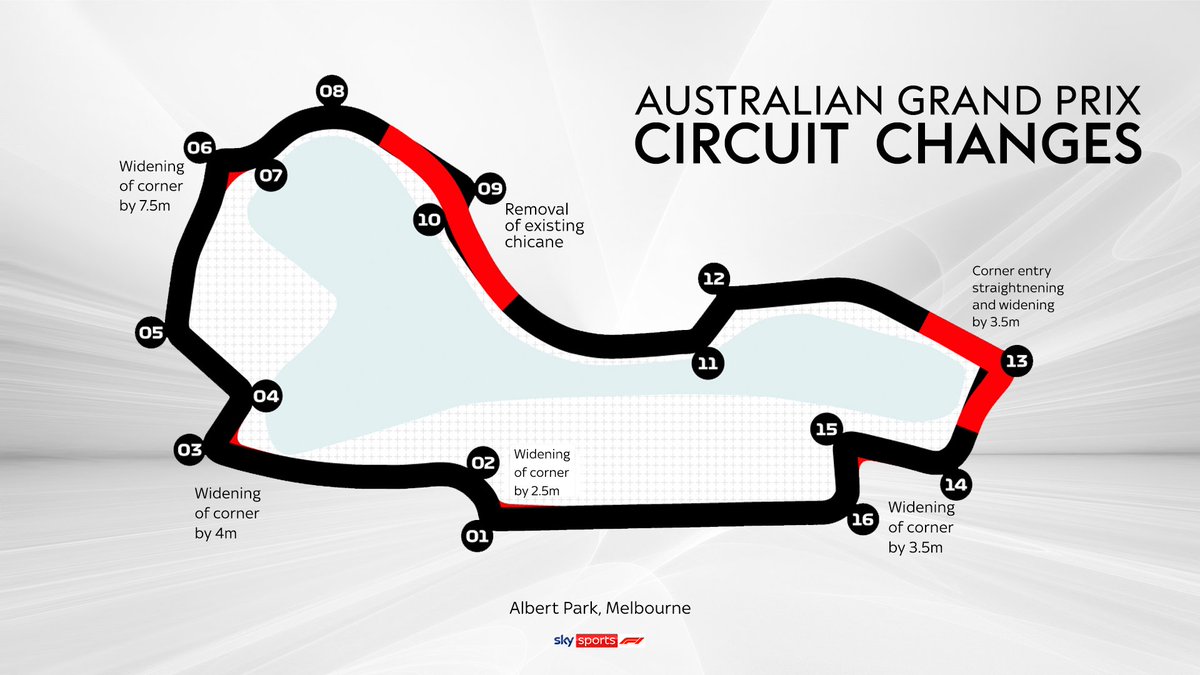 AUSTRALIAN GRAND PRIX
CIRCUIT CHANGES
08
06
07
Widening
of corner
by 7.5m
09
10
Removal
of existing
chicane
12
Corner entry
straightnening
and widening
by 3.5m
05
11
13
04
03
02
Widening
of corner
by 2.5m
15
14
Widening
of corner
by 4m
01
16
Widening
of corner
by 3.5m
Albert Park, Melbourne
sky sports F1